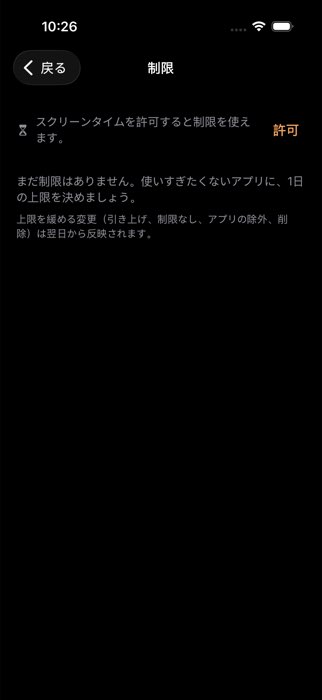 10:26
戻る
制限
スクリーンタイムを許可すると制限を使え
ます。
許可
まだ制限はありません。使いすぎたくないアプリに、1日
の上限を決めましょう。
上限を緩める変更（引き上げ、制限なし、アプリの除外、削
除）は翌日から反映されます。